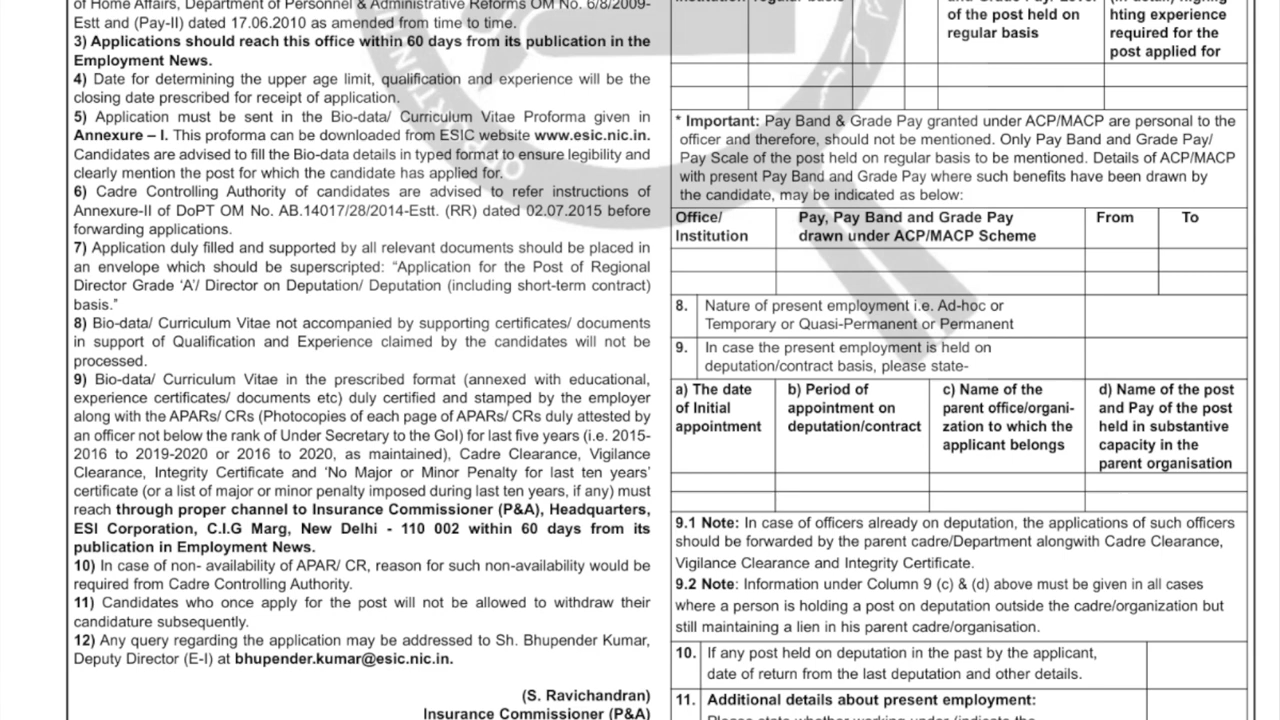 of Home Affairs, Department of Personnel & Administrative Reforms OM No. 6/8/2009-
Estt and (Pay-II) dated 17.06.2010 as amended from time to time.
3) Applications should reach this office within 60 days from its publication in the
Employment News.
4) Date for determining the upper age limit, qualification and experience will be the
closing date prescribed for receipt of application.
5) Application must be sent in the Bio-data/ Curriculum Vitae Proforma given in
Annexure – I. This proforma can be downloaded from ESIC website www.esic.nic.in.
Candidates are advised to fill the Bio-data details in typed format to ensure legibility and
clearly mention the post for which the candidate has applied for.
6) Cadre Controlling Authority of candidates are advised to refer instructions of
Annexure-II of DoPT OM No. AB.14017/28/2014-Estt. (RR) dated 02.07.2015 before
forwarding applications.
7) Application duly filled and supported by all relevant documents should be placed in
an envelope which should be superscripted: “Application for the Post of Regional
Director Grade ‘A’/ Director on Deputation/ Deputation (including short-term contract)
basis.”
8) Bio-data/ Curriculum Vitae not accompanied by supporting certificates/ documents
in support of Qualification and Experience claimed by the candidates will not be
processed.
9) Bio-data/ Curriculum Vitae in the prescribed format (annexed with educational,
experience certificates/ documents etc) duly certified and stamped by the employer
along with the APARs/ CRs (Photocopies of each page of APARs/ CRs duly attested by
an officer not below the rank of Under Secretary to the GoI) for last five years (i.e. 2015-
2016 to 2019-2020 or 2016 to 2020, as maintained), Cadre Clearance, Vigilance
Clearance, Integrity Certificate and ‘No Major or Minor Penalty for last ten years’
certificate (or a list of major or minor penalty imposed during last ten years, if any) must
reach through proper channel to Insurance Commissioner (P&A), Headquarters,
ESI Corporation, C.I.G Marg, New Delhi - 110 002 within 60 days from its
publication in Employment News.
10) In case of non- availability of APAR/ CR, reason for such non-availability would be
required from Cadre Controlling Authority.
11) Candidates who once apply for the post will not be allowed to withdraw their
candidature subsequently.
12) Any query regarding the application may be addressed to Sh. Bhupender Kumar,
Deputy Director (E-I) at bhupender.kumar@esic.nic.in.
(S. Ravichandran)
Insurance Commissioner (P&A)
of the post held on
regular basis
hting experience
required for the
post applied for
* Important: Pay Band & Grade Pay granted under ACP/MACP are personal to the
officer and therefore, should not be mentioned. Only Pay Band and Grade Pay/
Pay Scale of the post held on regular basis to be mentioned. Details of ACP/MACP
with present Pay Band and Grade Pay where such benefits have been drawn by
the candidate, may be indicated as below:
Office/
Institution
Pay, Pay Band and Grade Pay
drawn under ACP/MACP Scheme
From
To
8. Nature of present employment i.e. Ad-hoc or
Temporary or Quasi-Permanent or Permanent
9. In case the present employment is held on
deputation/contract basis, please state-
a) The date
of Initial
appointment
b) Period of
appointment on
deputation/contract
c) Name of the
parent office/organi-
zation to which the
applicant belongs
d) Name of the post
and Pay of the post
held in substantive
capacity in the
parent organisation
9.1 Note: In case of officers already on deputation, the applications of such officers
should be forwarded by the parent cadre/Department alongwith Cadre Clearance,
Vigilance Clearance and Integrity Certificate.
9.2 Note: Information under Column 9 (c) & (d) above must be given in all cases
where a person is holding a post on deputation outside the cadre/organization but
still maintaining a lien in his parent cadre/organisation.
10. If any post held on deputation in the past by the applicant,
date of return from the last deputation and other details.
11. Additional details about present employment: